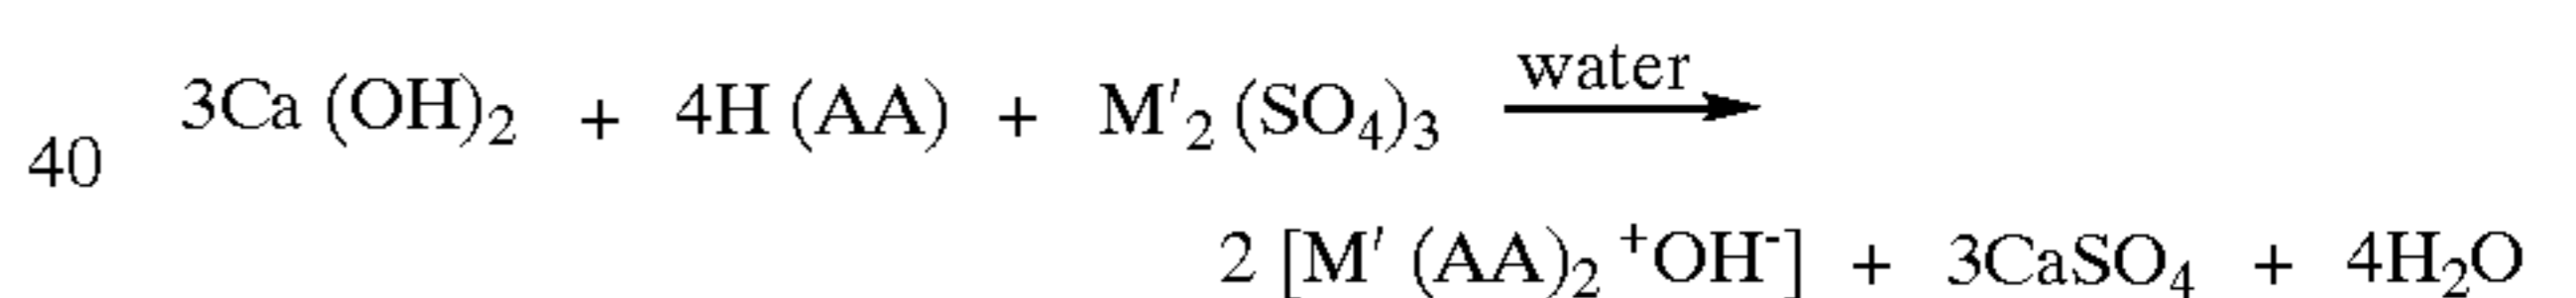 water
40 3Ca (OH)₂ + 4H (AA) + M'₂ (SO₄)₃ ⟶
2 [M' (AA)₂ ⁺OH⁻] + 3CaSO₄ + 4H₂O